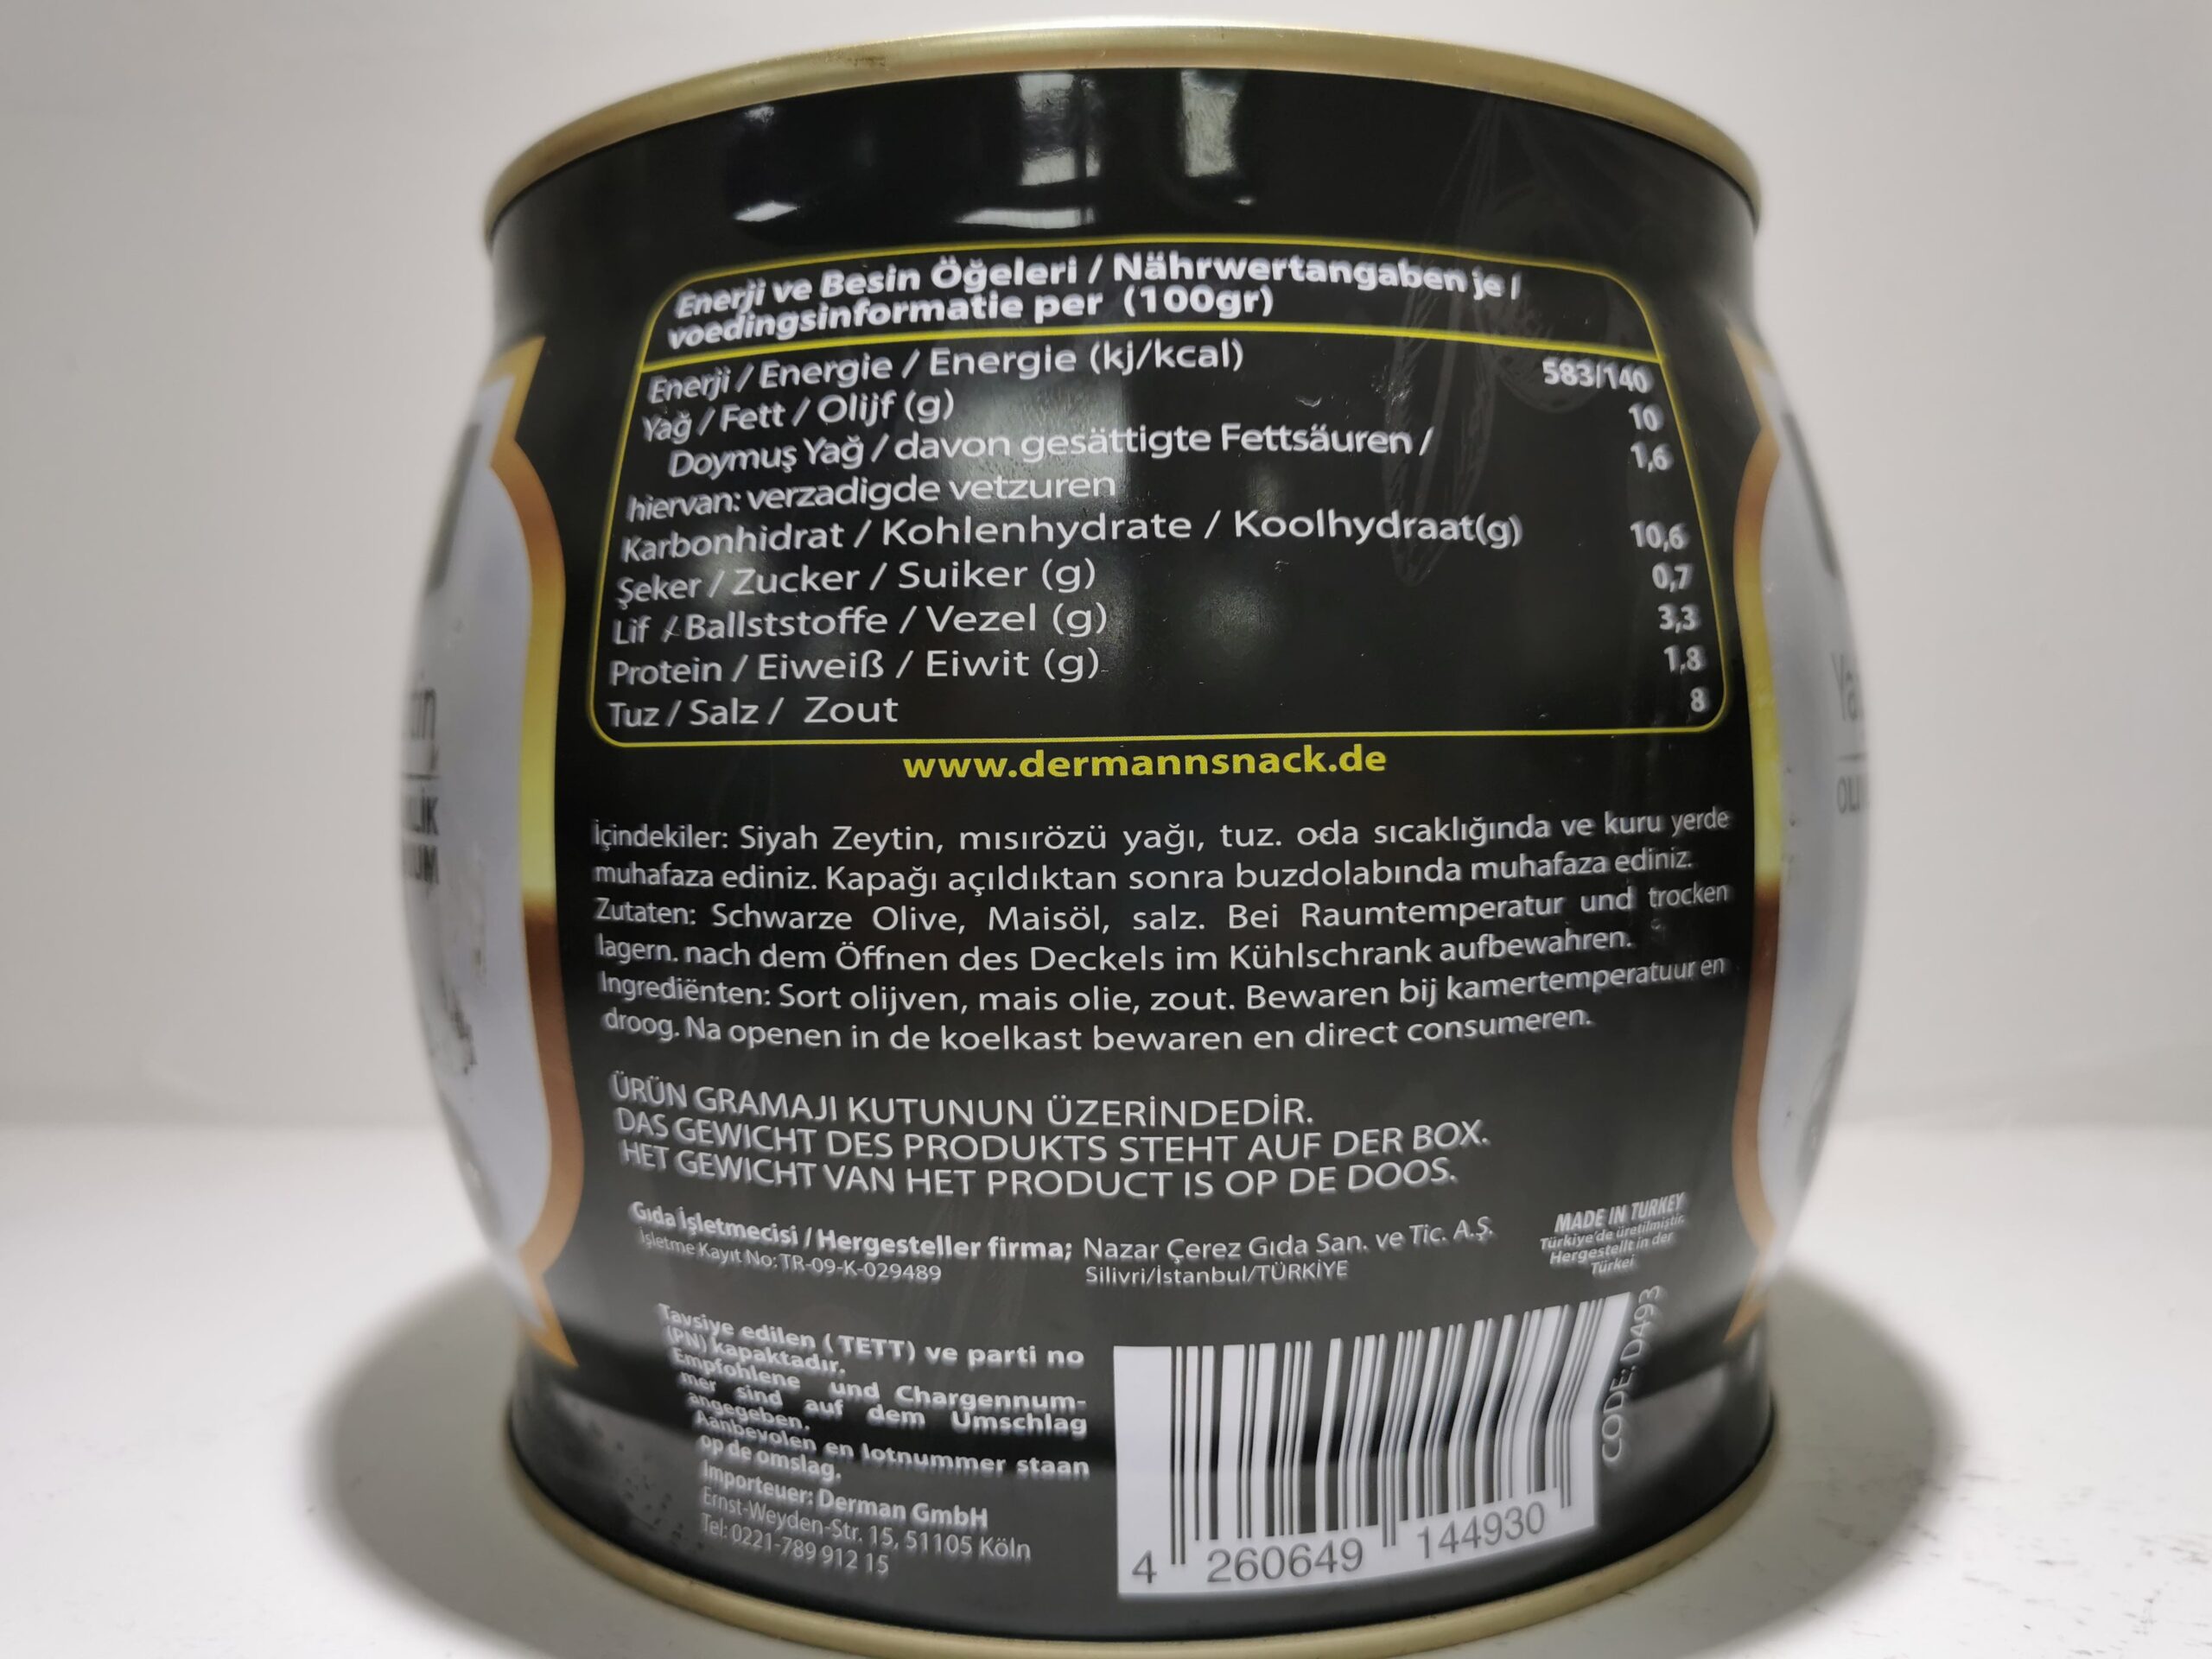 Enerji ve Besin Öğeleri / Nährwertangaben je /
voedingsinformatie per (100gr)
Enerji / Energie / Energie (kj/kcal) 583/140
Yağ / Fett / Olijf (g) 10
Doymuş Yağ / davon gesättigte Fettsäuren / 1,6
hiervan: verzadigde vetzuren
Karbonhidrat / Kohlenhydrate / Koolhydraat(g) 10,6
Şeker / Zucker / Suiker (g) 0,7
Lif / Ballststoffe / Vezel (g) 3,3
Protein / Eiweiß / Eiwit (g) 1,8
Tuz / Salz / Zout 8
www.dermannsnack.de
İçindekiler: Siyah Zeytin, mısırözü yağı, tuz. oda sıcaklığında ve kuru yerde
muhafaza ediniz. Kapağı açıldıktan sonra buzdolabında muhafaza ediniz.
Zutaten: Schwarze Olive, Maisöl, salz. Bei Raumtemperatur und trocken
lagern. nach dem Öffnen des Deckels im Kühlschrank aufbewahren.
Ingrediënten: Sort olijven, mais olie, zout. Bewaren bij kamertemperatuur en
droog. Na openen in de koelkast bewaren en direct consumeren.
ÜRÜN GRAMAJI KUTUNUN ÜZERİNDEDİR.
DAS GEWICHT DES PRODUKTS STEHT AUF DER BOX.
HET GEWICHT VAN HET PRODUCT IS OP DE DOOS.
Gıda İşletmecisi / Hergesteller firma; Nazar Çerez Gıda San. ve Tic. A.Ş.
İşletme Kayıt No: TR-09-K-029489 Silivri/İstanbul/TÜRKİYE
MADE IN TURKEY
Türkiye'de üretilmiştir.
Hergestellt in der
Türkei
Tavsiye edilen ( TETT) ve parti no
(PN) kapaktadır.
Empfohlene und Chargennum-
mer sind auf dem Umschlag
angegeben.
Aanbevolen en lotnummer staan
op de omslag.
Importeuer: Derman GmbH
Ernst-Weyden-Str. 15, 51105 Köln
Tel: 0221-789 912 15
CODE: D493
4 260649 144930